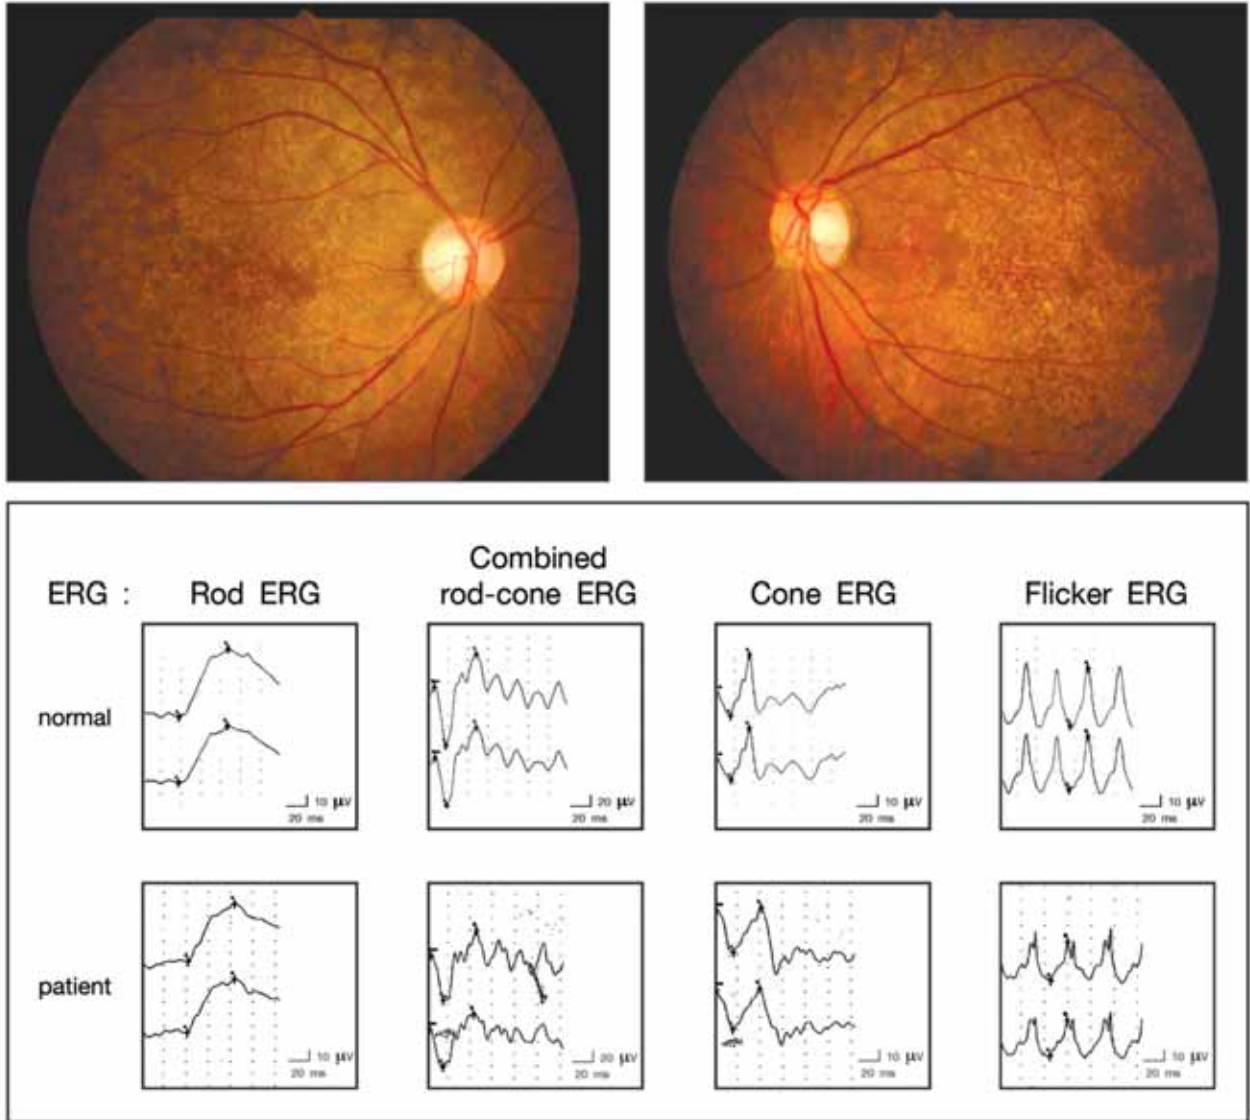 Combined
ERG : Rod ERG rod-cone ERG Cone ERG Flicker ERG
normal
10 µV 20 µV 10 µV 10 µV
20 ms 20 ms 20 ms 20 ms
patient
10 µV 20 µV 10 µV 10 µV
20 ms 20 ms 20 ms 20 ms